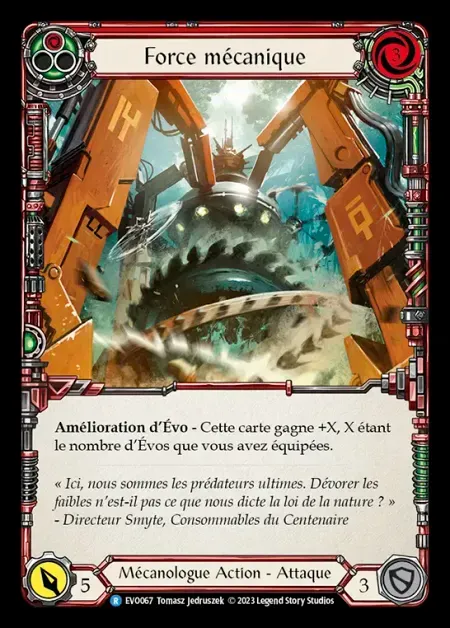 Force mécanique
3
Amélioration d'Évo - Cette carte gagne +X, X étant
le nombre d'Évos que vous avez équipées.
« Ici, nous sommes les prédateurs ultimes. Dévorer les
faibles n'est-il pas ce que nous dicte la loi de la nature ? »
- Directeur Smyte, Consommables du Centenaire
5
Mécanologue Action - Attaque
3
R EVO067 Tomasz Jedruszek © 2023 Legend Story Studios